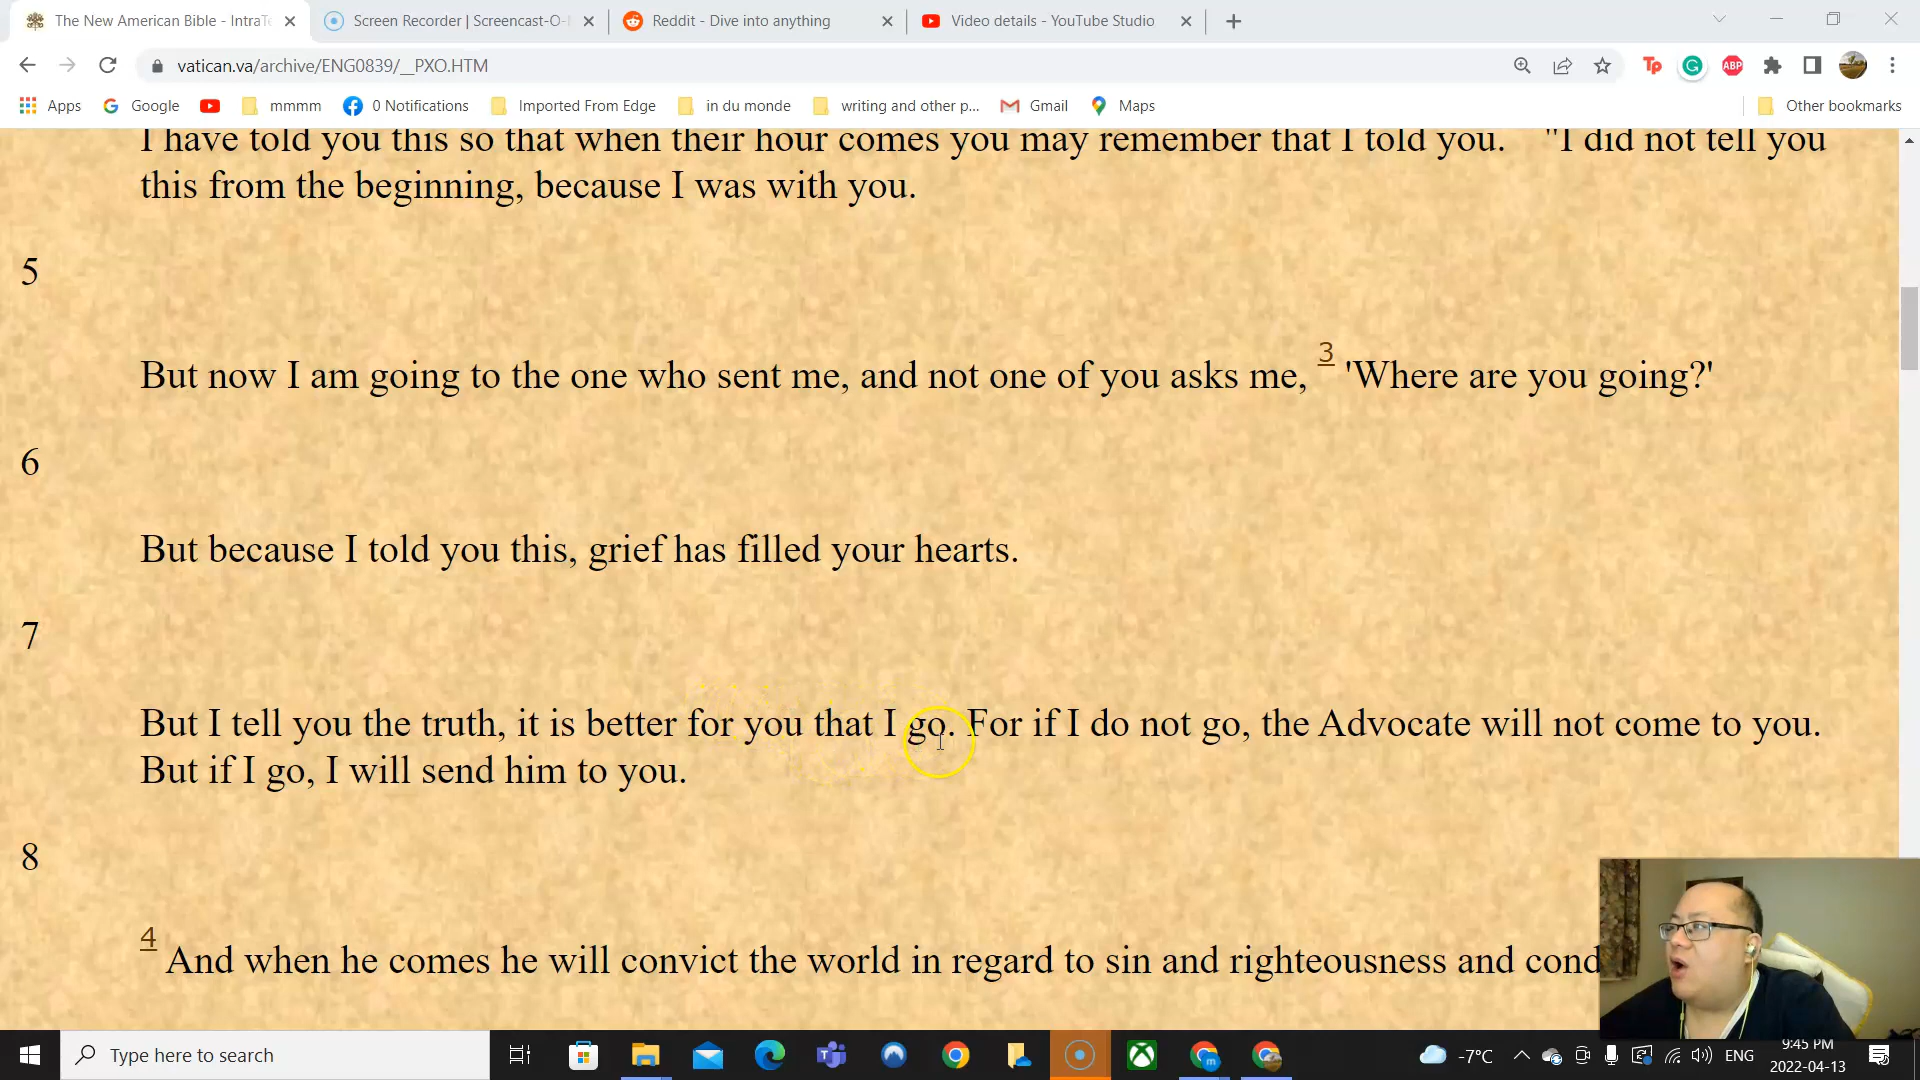 The New American Bible - IntraTe
Screen Recorder | Screencast-O-
Reddit - Dive into anything
Video details - YouTube Studio
vatican.va/archive/ENG0839/__PXO.HTM
Apps
Google
mmmm
0 Notifications
Imported From Edge
in du monde
writing and other p...
Gmail
Maps
Other bookmarks
I have told you this so that when their hour comes you may remember that I told you. "I did not tell you
this from the beginning, because I was with you.
5
But now I am going to the one who sent me, and not one of you asks me, 3 'Where are you going?'
6
But because I told you this, grief has filled your hearts.
7
But I tell you the truth, it is better for you that I go. For if I do not go, the Advocate will not come to you.
But if I go, I will send him to you.
8
4 And when he comes he will convict the world in regard to sin and righteousness and cond
Type here to search
-7°C
ENG
9:45 PM
2022-04-13